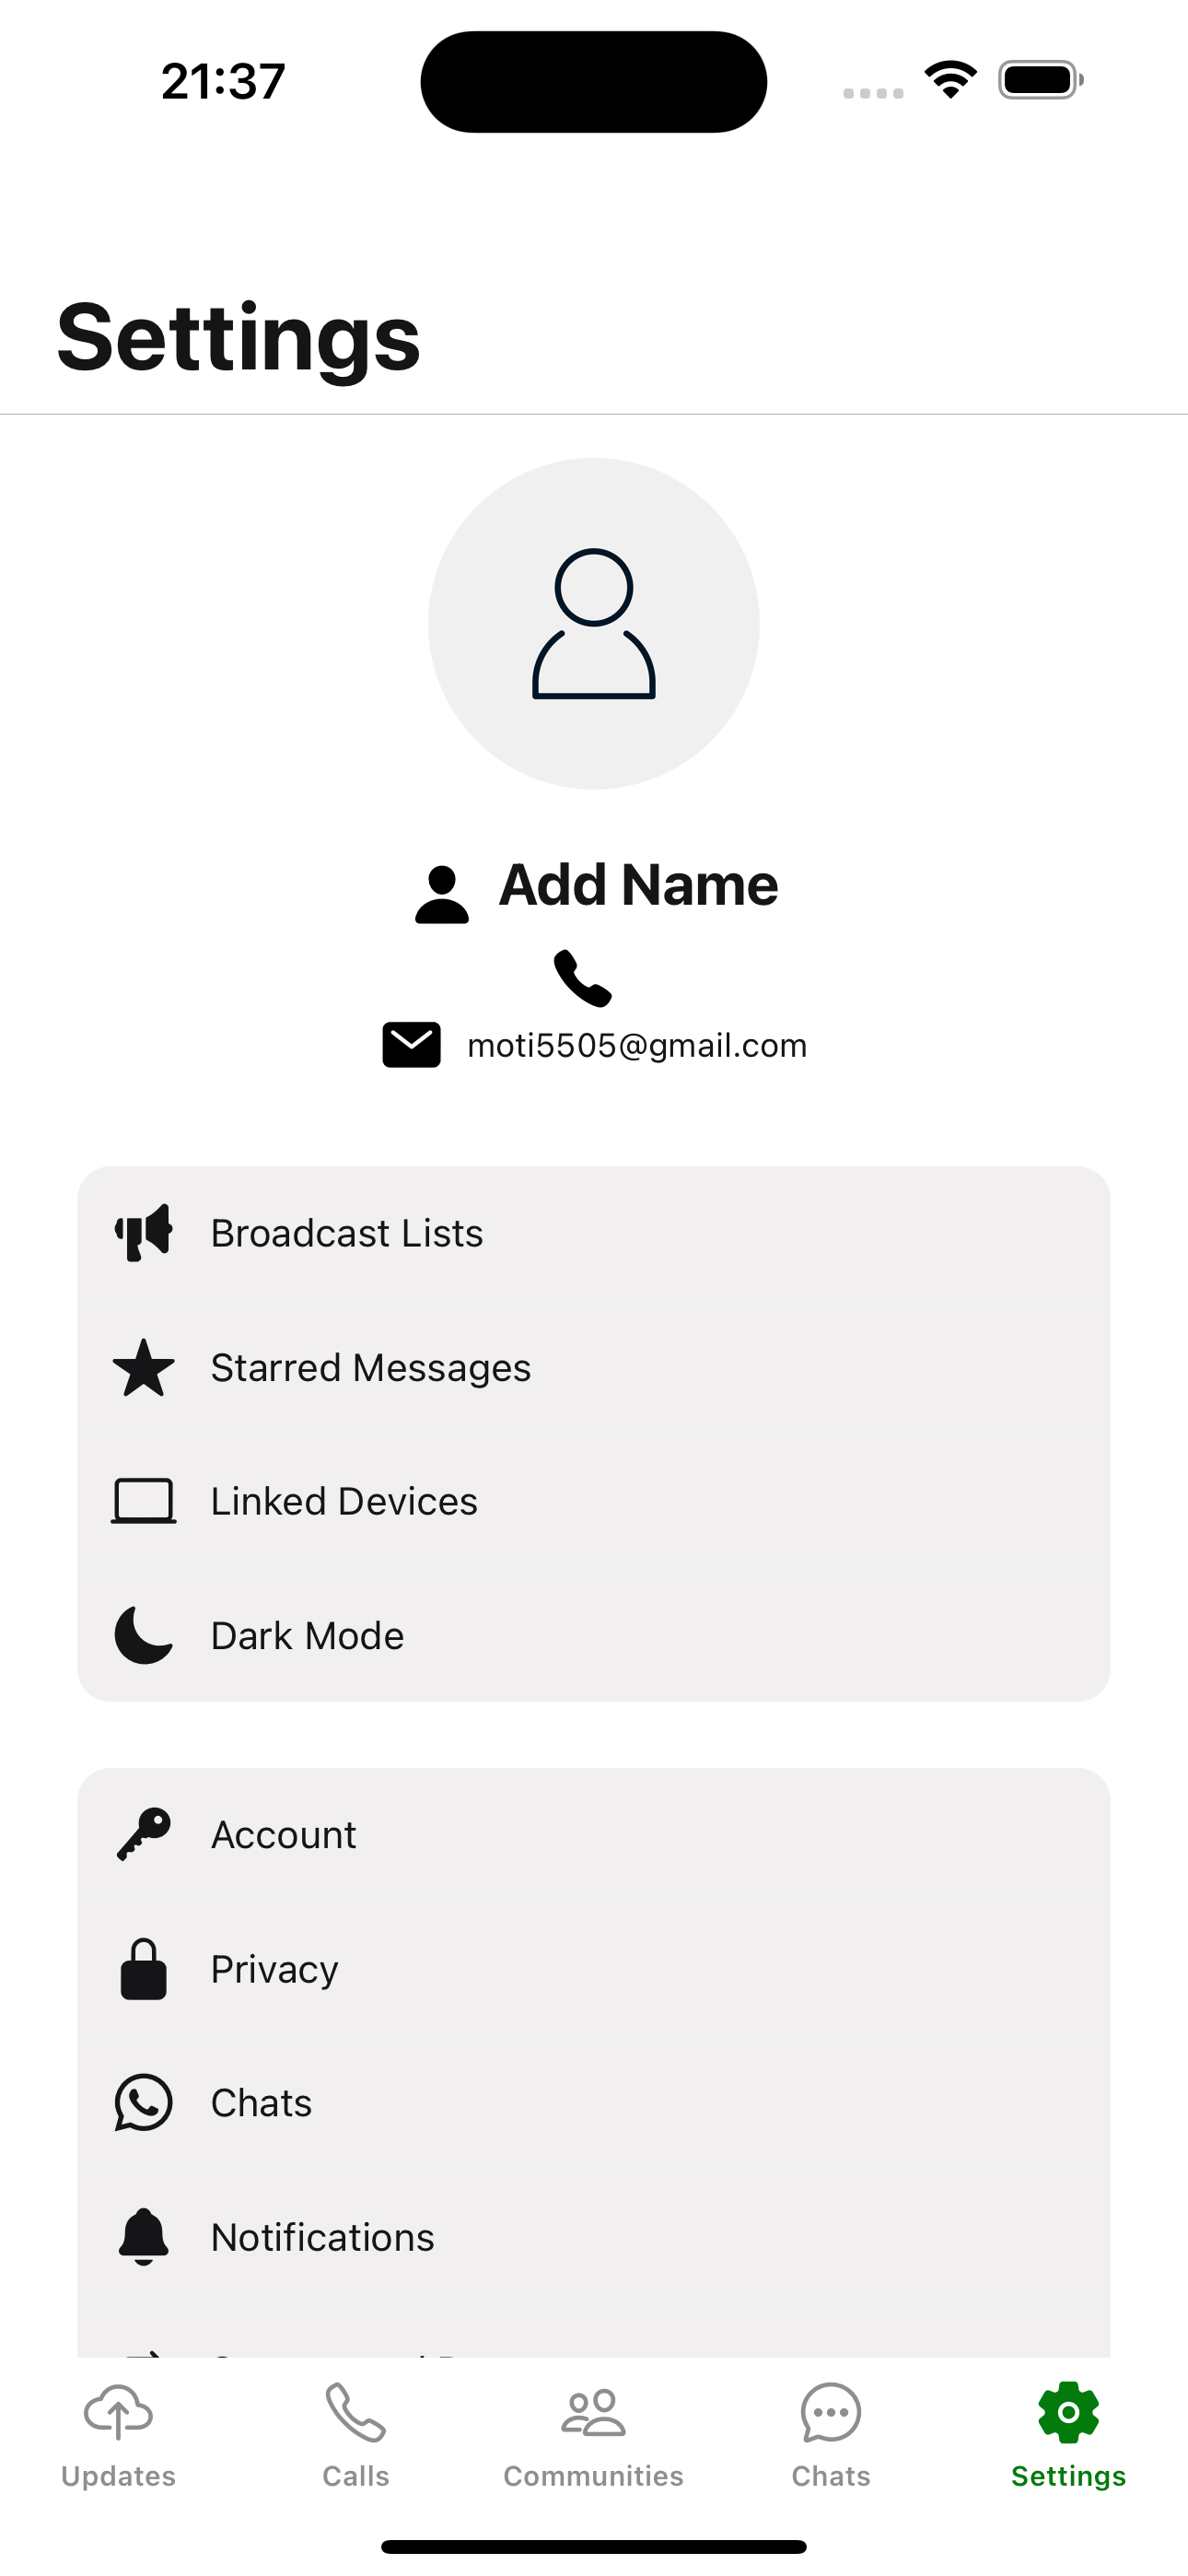 21:37
Settings
Add Name
moti5505@gmail.com
Broadcast Lists
Starred Messages
Linked Devices
Dark Mode
Account
Privacy
Chats
Notifications
Updates
Calls
Communities
Chats
Settings